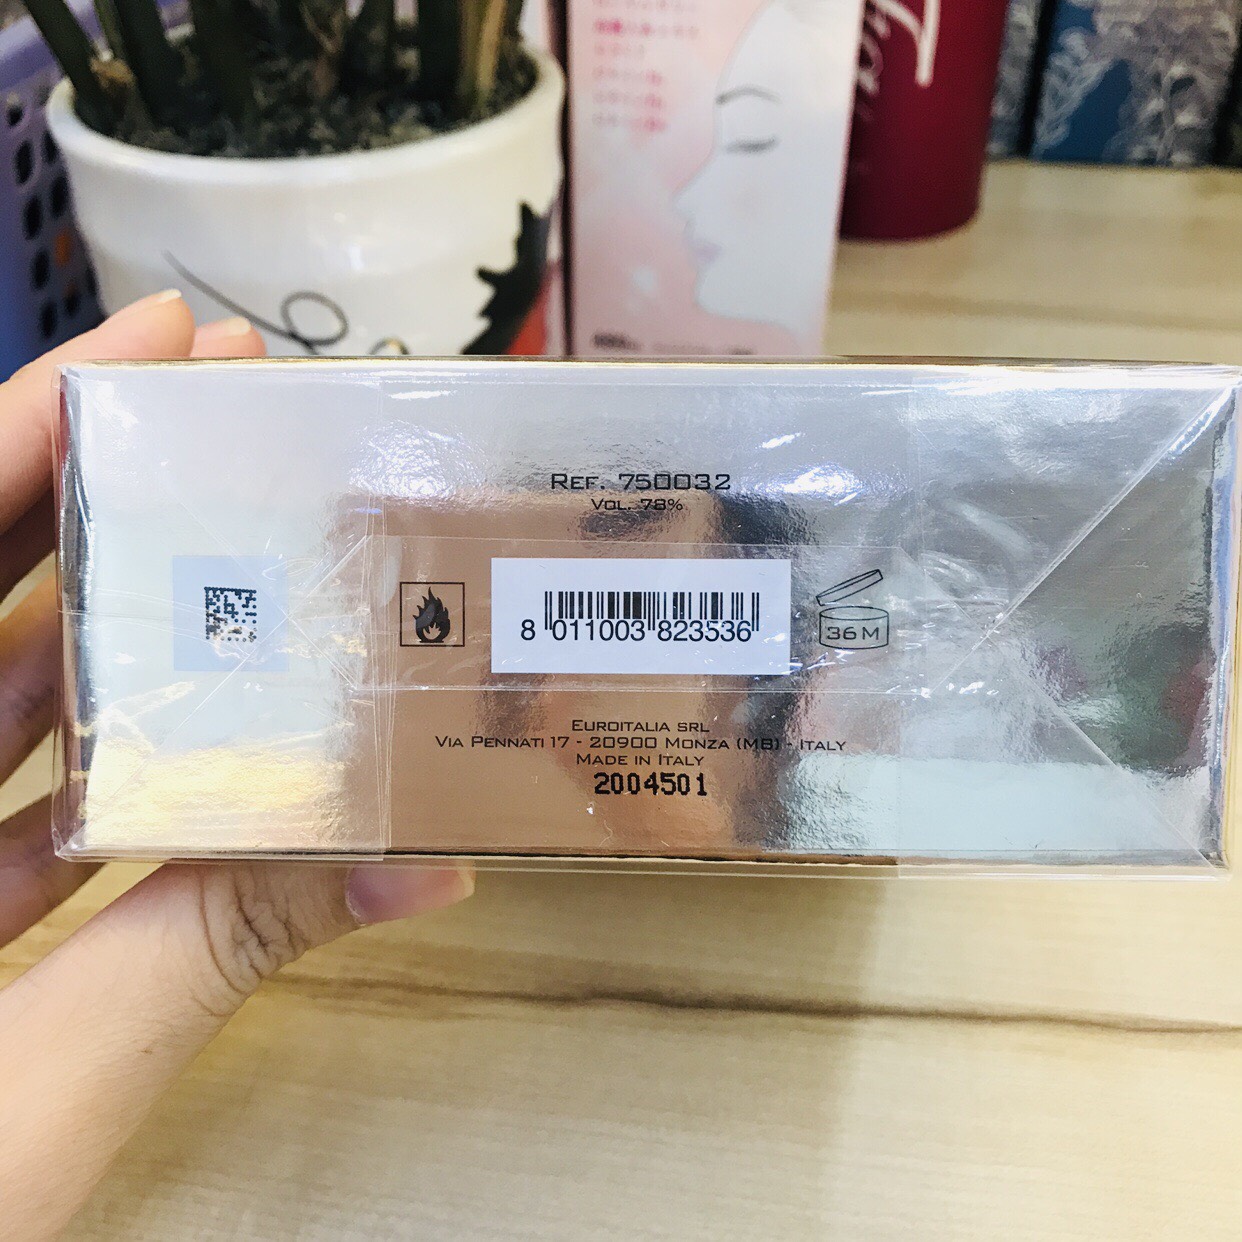 REF. 750032
VOL. 78%
8 011003 823536
36 M
EUROITALIA SRL
VIA PENNATI 17 - 20900 MONZA (MB) - ITALY
MADE IN ITALY
2004501